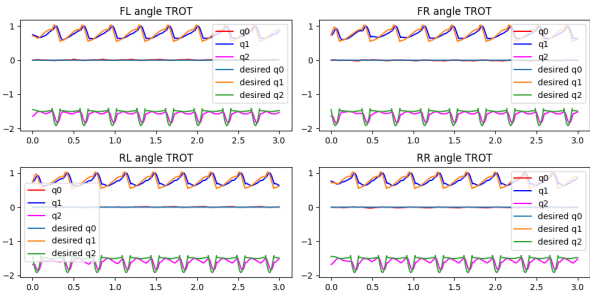 FL angle TROT
1
0
−1
−2
0.0 0.5 1.0 1.5 2.0 2.5 3.0
q0
q1
q2
desired q0
desired q1
desired q2
FR angle TROT
1
0
−1
−2
0.0 0.5 1.0 1.5 2.0 2.5 3.0
q0
q1
q2
desired q0
desired q1
desired q2
RL angle TROT
1
0
−1
−2
0.0 0.5 1.0 1.5 2.0 2.5 3.0
q0
q1
q2
desired q0
desired q1
desired q2
RR angle TROT
1
0
−1
−2
0.0 0.5 1.0 1.5 2.0 2.5 3.0
q0
q1
q2
desired q0
desired q1
desired q2